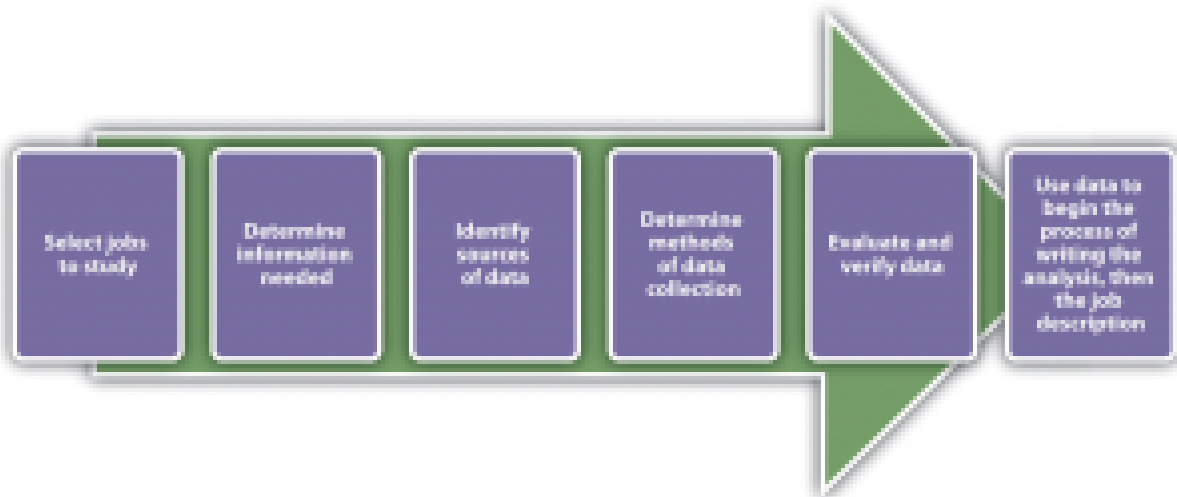 Select jobs
to study
Determine
information
needed
Identify
sources
of data
Determine
methods
of data
collection
Evaluate and
verify data
Use data to
begin the
process of
writing the
analysis, then
the job
description